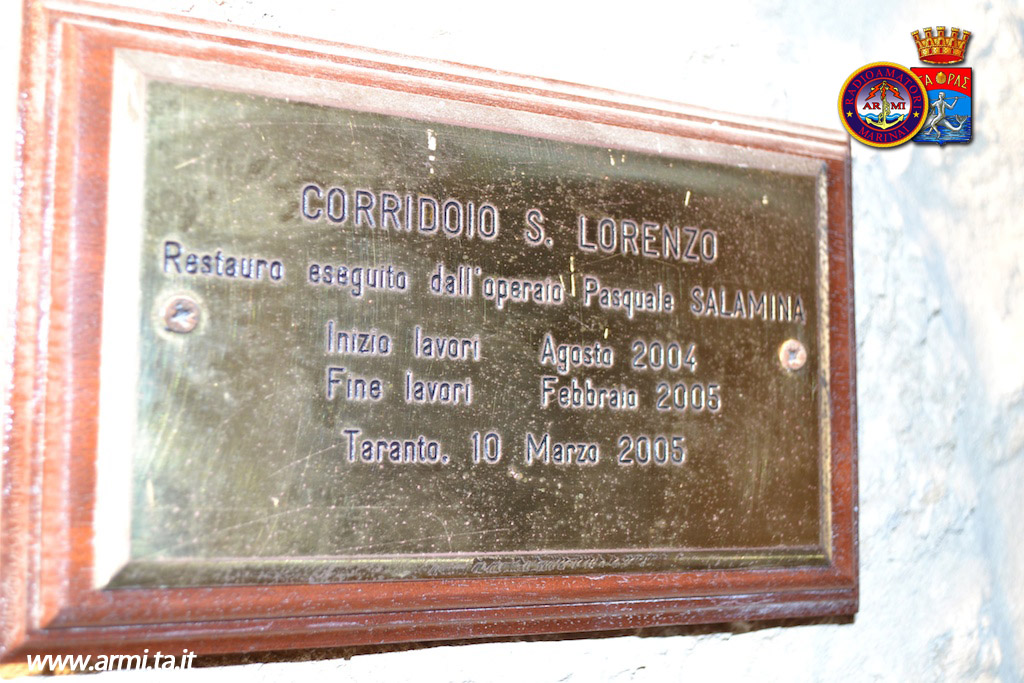 RADIOAMATORI
ARMI
MARINAI
ΤΑΡΑΣ
CORRIDOIO S. LORENZO
Restauro eseguito dall'operaio Pasquale SALAMINA
Inizio lavori Agosto 2004
Fine lavori Febbraio 2005
Taranto, 10 Marzo 2005
www.armi.ta.it